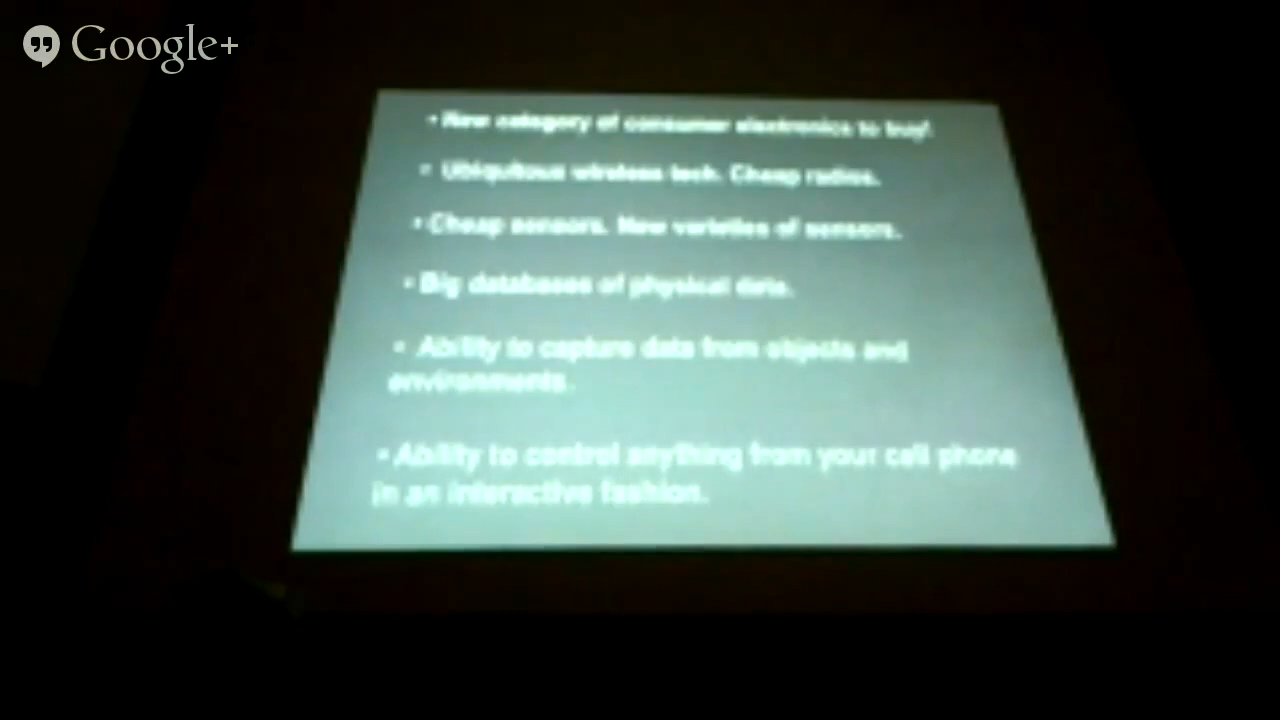 Google+
• New category of consumer electronics to buy!
• Ubiquitous wireless tech. Cheap radios.
• Cheap sensors. New varieties of sensors.
• Big databases of physical data.
• Ability to capture data from objects and
environments.
• Ability to control anything from your cell phone
in an interactive fashion.